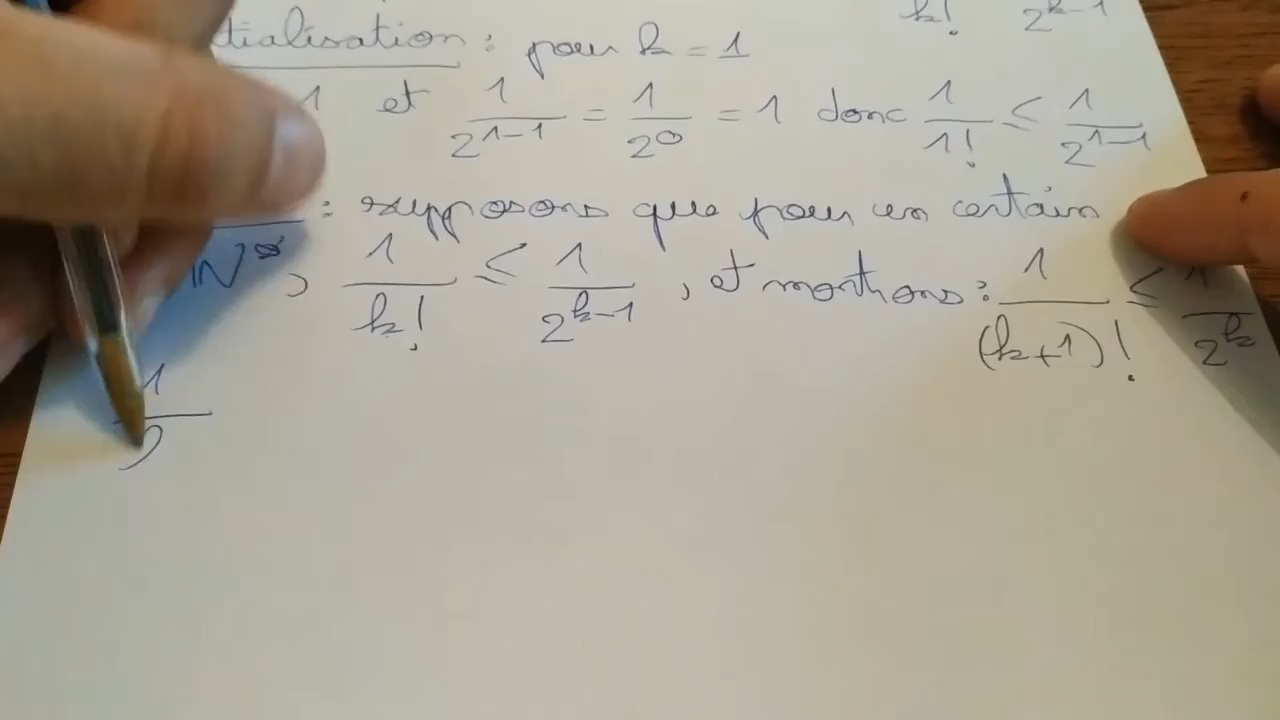 k! 2^{k-1}
tialisation : pour k = 1
1 et 1/2^{1-1} = 1/2^0 = 1 donc 1/1! ≤ 1/2^{1-1}
: supposons que pour un certain
IN*, 1/k! ≤ 1/2^{k-1}, et montrons : 1/(k+1)! ≤ 1/2^k
1/2